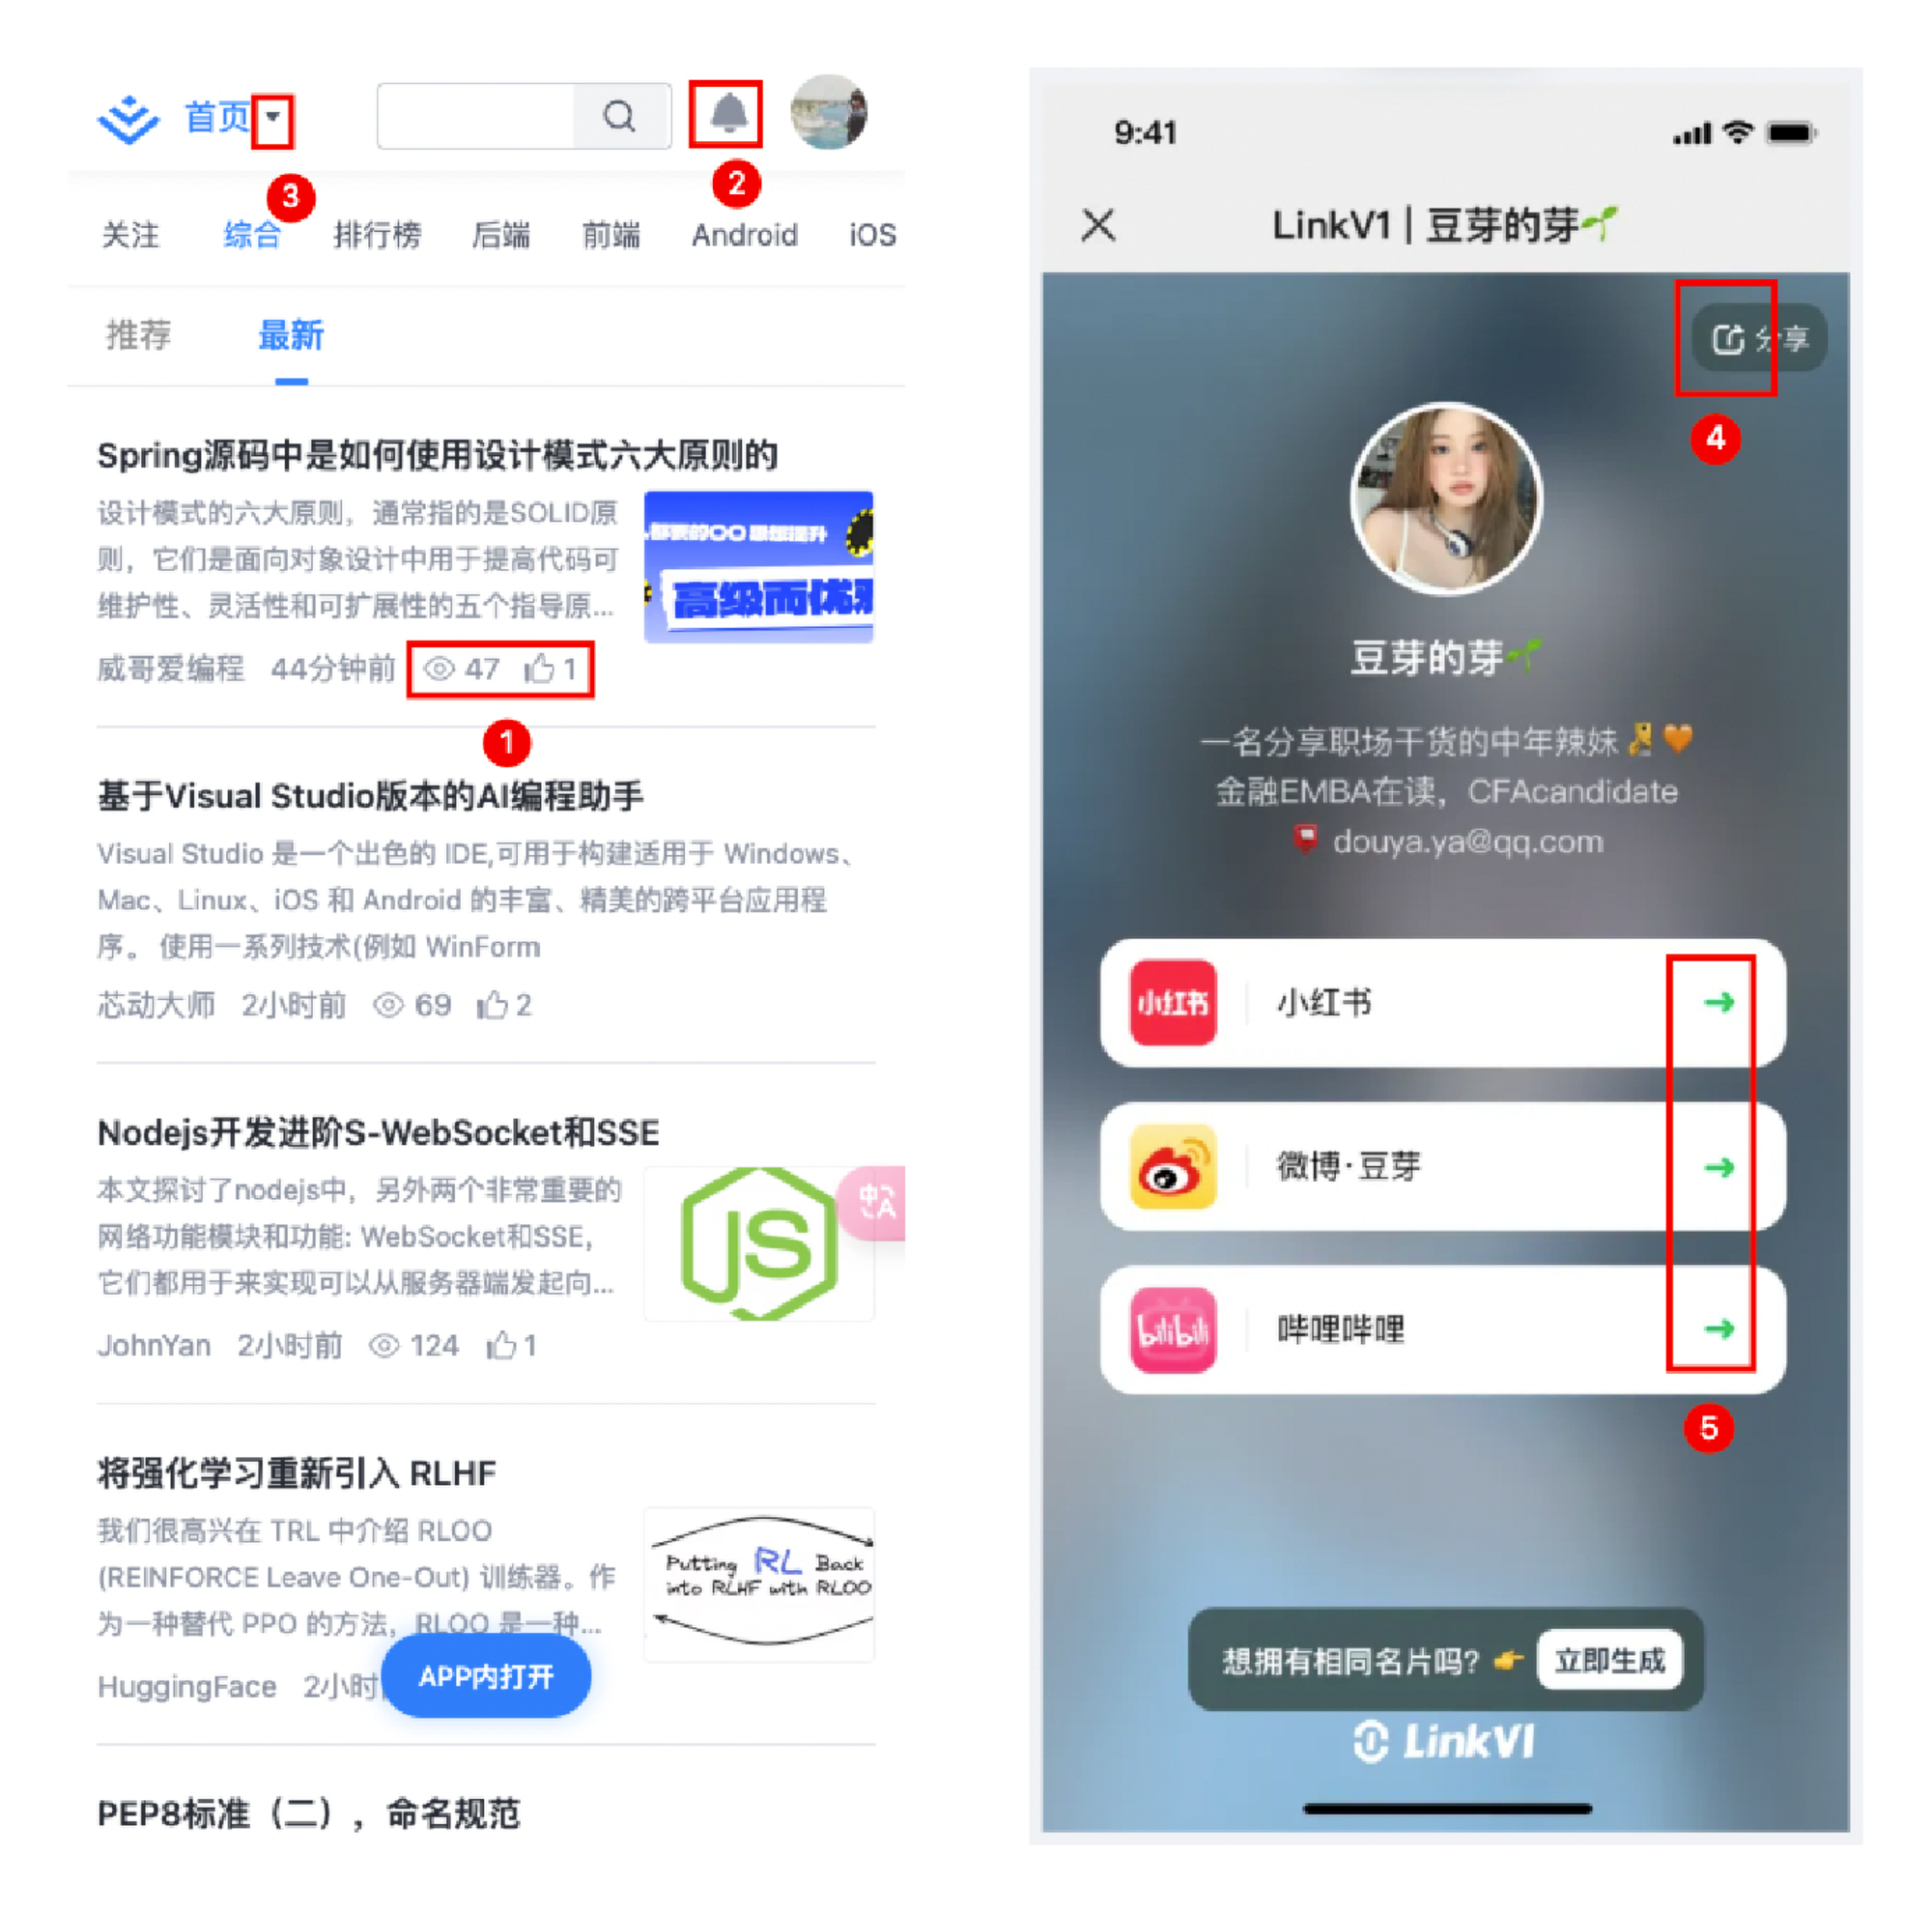 首页
3
2
关注 综合 排行榜 后端 前端 Android iOS
推荐 最新
Spring源码中是如何使用设计模式六大原则的
设计模式的六大原则，通常指的是SOLID原
则，它们是面向对象设计中用于提高代码可
维护性、灵活性和可扩展性的五个指导原...
高级而优雅
威哥爱编程 44分钟前 47 1
1
基于Visual Studio版本的AI编程助手
Visual Studio 是一个出色的 IDE,可用于构建适用于 Windows、
Mac、Linux、iOS 和 Android 的丰富、精美的跨平台应用程
序。 使用一系列技术(例如 WinForm
芯动大师 2小时前 69 2
Nodejs开发进阶S-WebSocket和SSE
本文探讨了nodejs中，另外两个非常重要的
网络功能模块和功能: WebSocket和SSE,
它们都用于来实现可以从服务器端发起向...
JS
中A
JohnYan 2小时前 124 1
将强化学习重新引入 RLHF
我们很高兴在 TRL 中介绍 RLOO
(REINFORCE Leave One-Out) 训练器。作
为一种替代 PPO 的方法，RLOO 是一种...
Putting RL Back
into RLHF with RLOO
HuggingFace 2小时
APP内打开
PEP8标准（二），命名规范
9:41
LinkV1 | 豆芽的芽
分享
4
豆芽的芽
一名分享职场干货的中年辣妹
金融EMBA在读，CFAcandidate
douya.ya@qq.com
小红书 小红书
微博·豆芽
bilibili 哔哩哔哩
5
想拥有相同名片吗? 立即生成
LinkVI